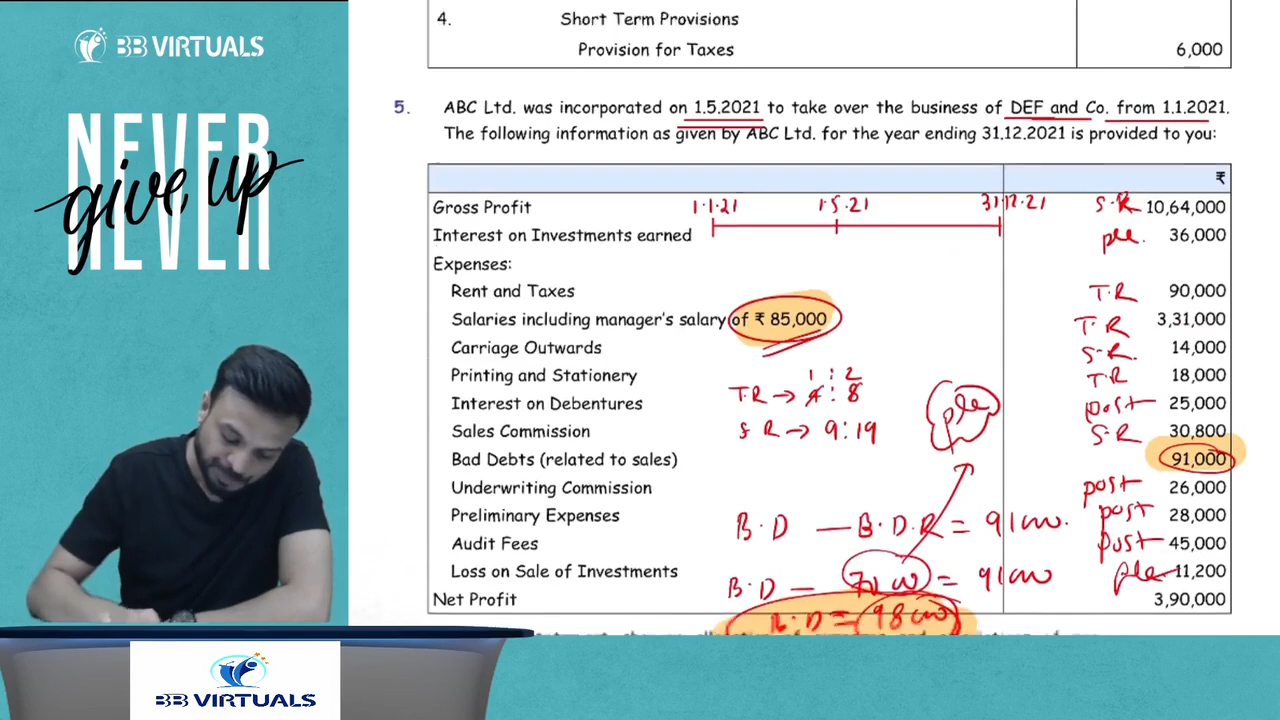 BB VIRTUALS
NEVER
give up
NEVER
4. Short Term Provisions
Provision for Taxes 6,000
5. ABC Ltd. was incorporated on 1.5.2021 to take over the business of DEF and Co. from 1.1.2021.
The following information as given by ABC Ltd. for the year ending 31.12.2021 is provided to you:
₹
Gross Profit 1.1.21 1.5.21 31.12.21 S.R 10,64,000
Interest on Investments earned pre. 36,000
Expenses:
Rent and Taxes T.R 90,000
Salaries including manager's salary of ₹ 85,000 T.R 3,31,000
Carriage Outwards S.R. 14,000
Printing and Stationery 1 : 2 T.R 18,000
T.R → 4 : 8 pre
Interest on Debentures post 25,000
Sales Commission S R → 9:19 S.R 30,800
Bad Debts (related to sales) 91,000
Underwriting Commission post 26,000
Preliminary Expenses B.D — B.D.R = 91000. post 28,000
Audit Fees post 45,000
Loss on Sale of Investments B.D — 7000 = 91000 pre 11,200
Net Profit 3,90,000
B.D = 98000
BB VIRTUALS